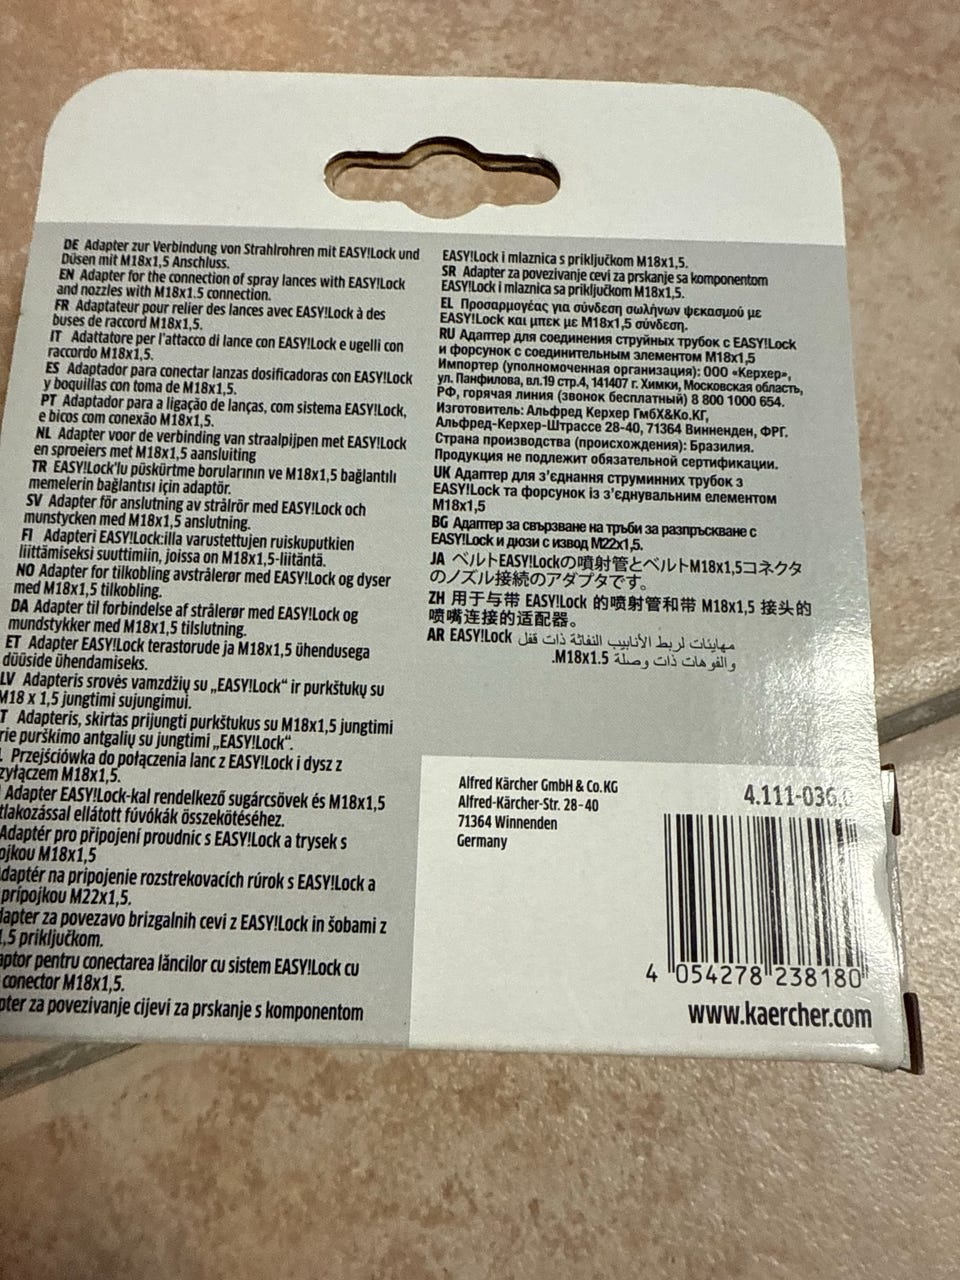 DE Adapter zur Verbindung von Strahlrohren mit EASY!Lock und
Düsen mit M18x1,5 Anschluss.
EN Adapter for the connection of spray lances with EASY!Lock
and nozzles with M18x1.5 connection.
FR Adaptateur pour relier des lances avec EASY!Lock à des
buses de raccord M18x1,5.
IT Adattatore per l'attacco di lance con EASY!Lock e ugelli con
raccordo M18x1,5.
ES Adaptador para conectar lanzas dosificadoras con EASY!Lock
y boquillas con toma de M18x1,5.
PT Adaptador para a ligação de lanças, com sistema EASY!Lock,
e bicos com conexão M18x1,5.
NL Adapter voor de verbinding van straalpijpen met EASY!Lock
en sproeiers met M18x1,5 aansluiting
TR EASY!Lock'lu püskürtme borularının ve M18x1,5 bağlantılı
memelerin bağlantısı için adaptör.
SV Adapter för anslutning av strålrör med EASY!Lock och
munstycken med M18x1,5 anslutning.
FI Adapteri EASY!Lock:illa varustettujen ruiskuputkien
liittämiseksi suuttimiin, joissa on M18x1,5-liitäntä.
NO Adapter for tilkobling avstrålerør med EASY!Lock og dyser
med M18x1,5 tilkobling.
DA Adapter til forbindelse af strålerør med EASY!Lock og
mundstykker med M18x1,5 tilslutning.
ET Adapter EASY!Lock terastorude ja M18x1,5 ühendusega
düüside ühendamiseks.
LV Adapteris srovės vamzdžių su „EASY!Lock“ ir purkštukų su
M18 x 1,5 jungtimi sujungimui.
T Adapteris, skirtas prijungti purkštukus su M18x1,5 jungtimi
rie purškimo antgalių su jungtimi „EASY!Lock“.
Przejściówka do połączenia lanc z EASY!Lock i dysz z
zyłączem M18x1,5.
Adapter EASY!Lock-kal rendelkező sugárcsövek és M18x1,5
tlakozással ellátott fúvókák összekötéséhez.
Adaptér pro připojení proudnic s EASY!Lock a trysek s
ojkou M18x1,5
daptér na pripojenie rozstrekovacích rúrok s EASY!Lock a
prípojkou M22x1,5.
dapter za povezavo brizgalnih cevi z EASY!Lock in šobami z
1,5 priključkom.
aptor pentru conectarea lăncilor cu sistem EASY!Lock cu
conector M18x1,5.
pter za povezivanje cijevi za prskanje s komponentom
EASY!Lock i mlaznica s priključkom M18x1,5.
SR Adapter za povezivanje cevi za prskanje sa komponentom
EASY!Lock i mlaznica sa priključkom M18x1,5.
EL Προσαρμογέας για σύνδεση σωλήνων ψεκασμού με
EASY!Lock και μπεκ με M18x1,5 σύνδεση.
RU Адаптер для соединения струйных трубок с EASY!Lock
и форсунок с соединительным элементом M18x1,5
Импортер (уполномоченная организация): ООО «Керхер»,
ул. Панфилова, вл.19 стр.4, 141407 г. Химки, Московская область,
РФ, горячая линия (звонок бесплатный) 8 800 1000 654.
Изготовитель: Альфред Керхер ГмбХ&Ко.КГ,
Альфред-Керхер-Штрассе 28-40, 71364 Винненден, ФРГ.
Страна производства (происхождения): Бразилия.
Продукция не подлежит обязательной сертификации.
UK Адаптер для з'єднання струминних трубок з
EASY!Lock та форсунок із з'єднувальним елементом
M18x1,5
BG Адаптер за свързване на тръби за разпръскване с
EASY!Lock и дюзи с извод M22x1,5.
JA ベルトEASY!Lockの噴射管とベルトM18x1,5コネクタ
のノズル接続のアダプタです。
ZH 用于与带 EASY!Lock 的喷射管和带 M18x1,5 接头的
喷嘴连接的适配器。
AR EASY!Lock مهايئات لربط الأنابيب النفاثة ذات قفل
والفوهات ذات وصلة M18x1.5.
Alfred Kärcher GmbH & Co. KG
Alfred-Kärcher-Str. 28-40
71364 Winnenden
Germany
4.111-036.0
4 054278 238180
www.kaercher.com